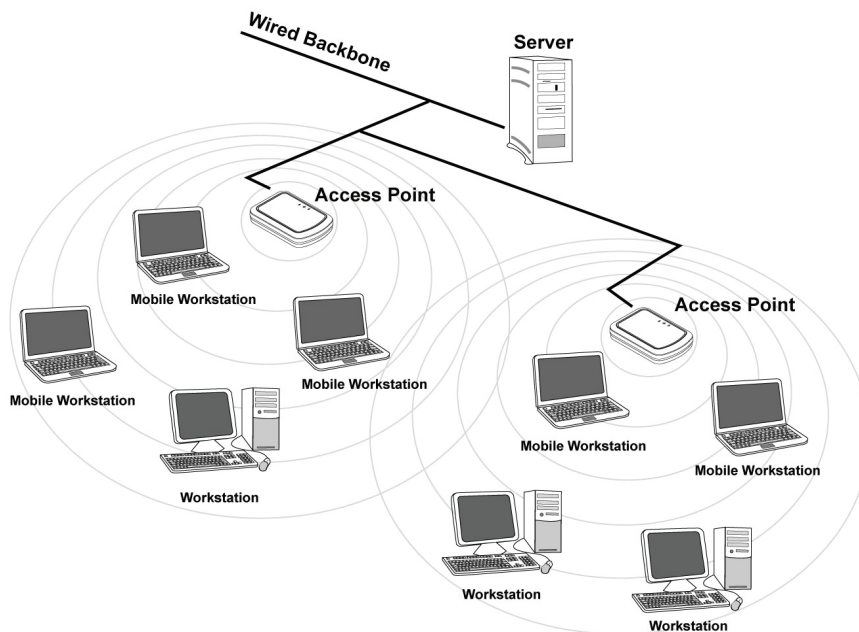 Wired Backbone
Server
Access Point
Mobile Workstation
Access Point
Mobile Workstation
Mobile Workstation
Mobile Workstation
Mobile Workstation
Workstation
Workstation
Workstation